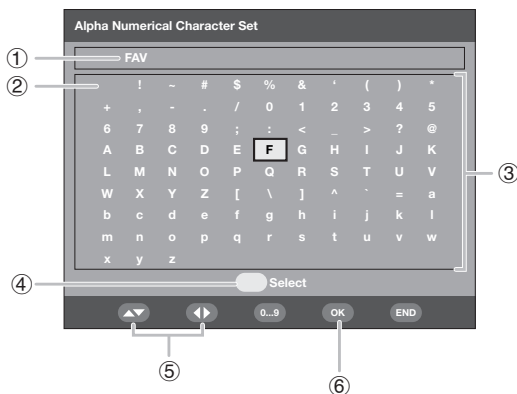 Alpha Numerical Character Set
① FAV
② ! ~ # $ % & ‘ ( ) *
+ , - . / 0 1 2 3 4 5
6 7 8 9 ; : < _ > ? @
A B C D E F G H I J K
L M N O P Q R S T U V
③
W X Y Z [ \ ] ^ ` = a
b c d e f g h i j k l
m n o p q r s t u v w
x y z
④ Select
0...9 OK END
⑤ ⑥